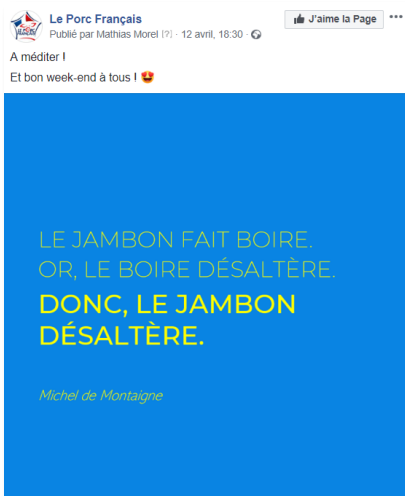 Le Porc Français
Publié par Mathias Morel [?] · 12 avril, 18:30 ·
J'aime la Page
A méditer !
Et bon week-end à tous !
LE JAMBON FAIT BOIRE.
OR, LE BOIRE DÉSALTÈRE.
DONC, LE JAMBON
DÉSALTÈRE.
Michel de Montaigne